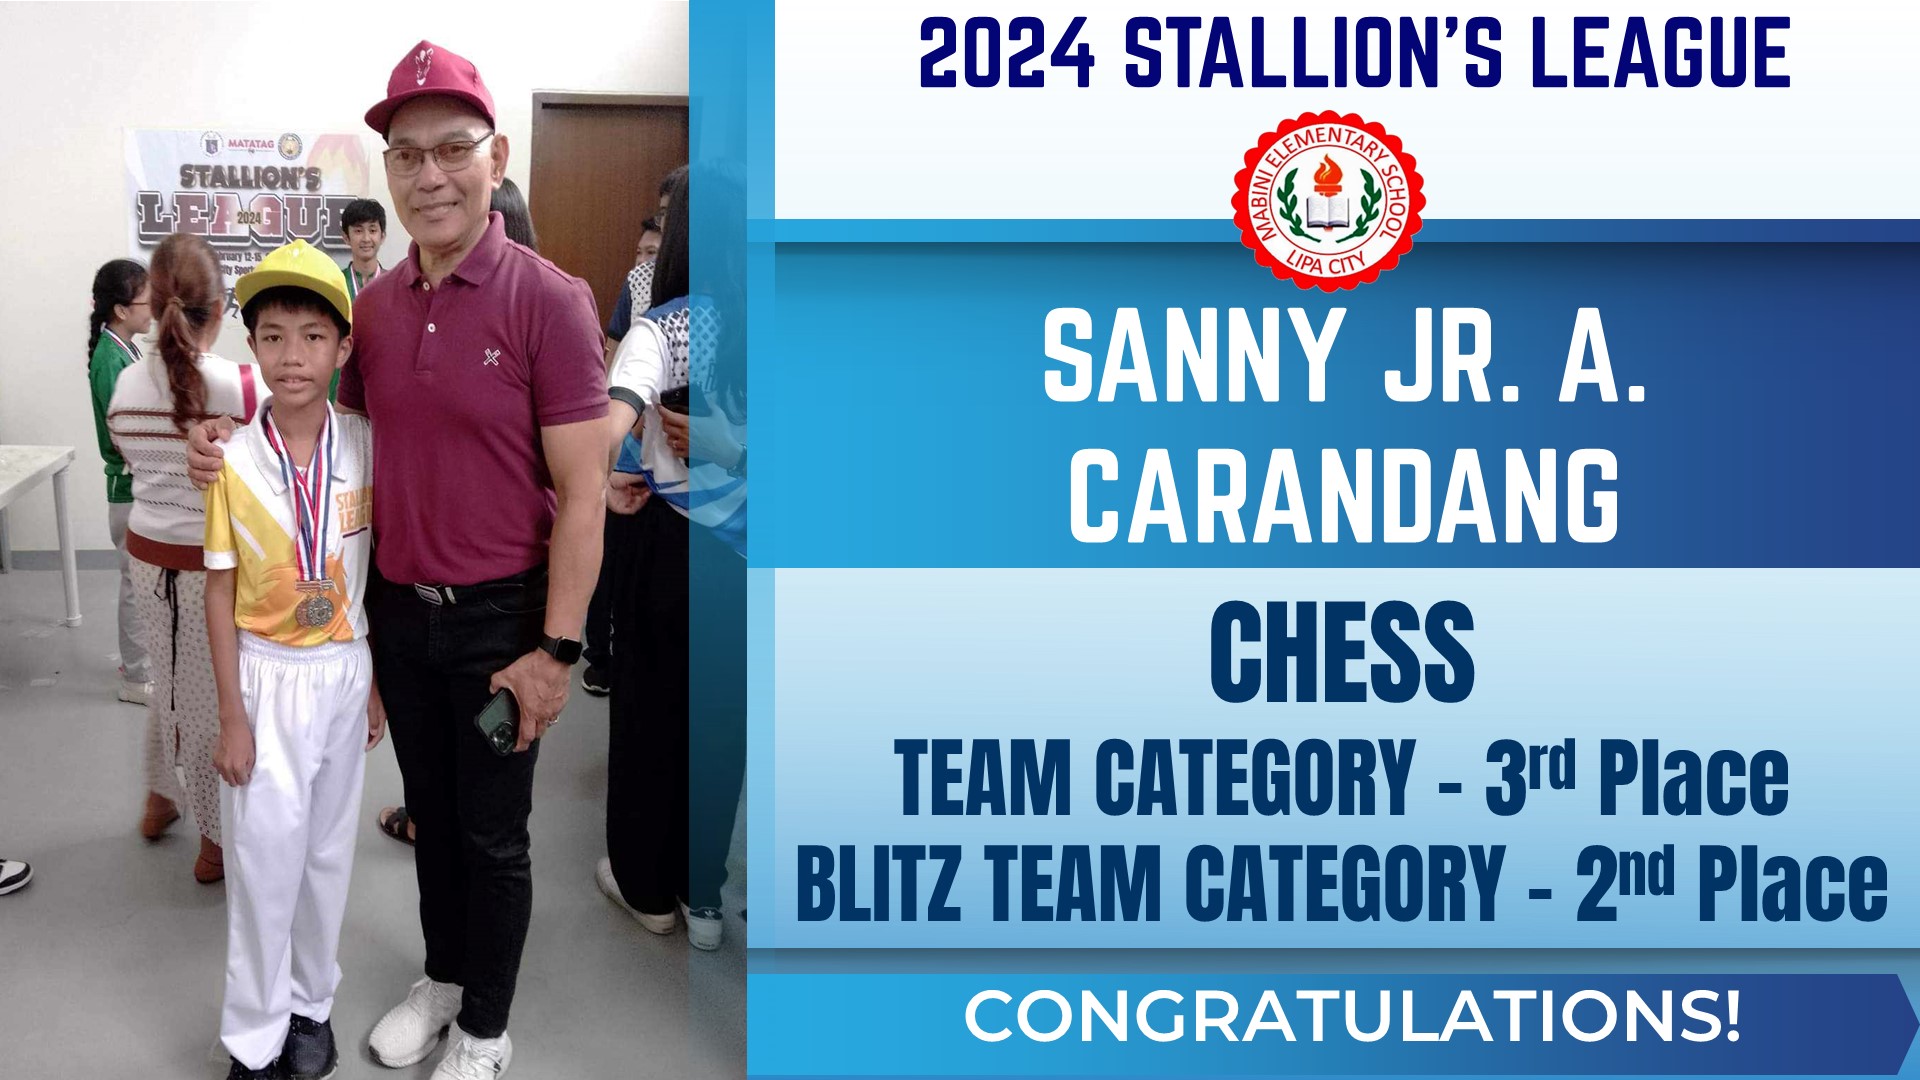 2024 STALLION'S LEAGUE
MABINI ELEMENTARY SCHOOL
LIPA CITY
SANNY JR. A.
CARANDANG
CHESS
TEAM CATEGORY - 3rd Place
BLITZ TEAM CATEGORY - 2nd Place
CONGRATULATIONS!
MATATAG
STALLION'S
LEAGUE
2024